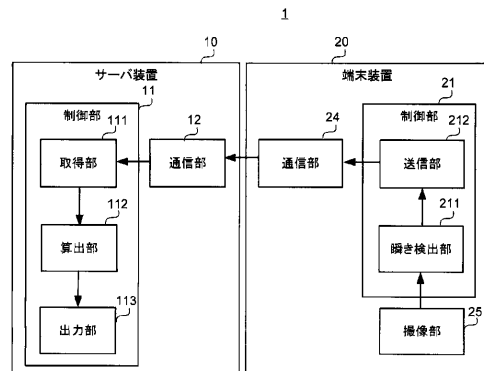 1
10
サーバ装置
11
制御部
111
取得部
112
算出部
113
出力部
12
通信部
20
端末装置
24
通信部
21
制御部
212
送信部
211
瞬き検出部
25
撮像部